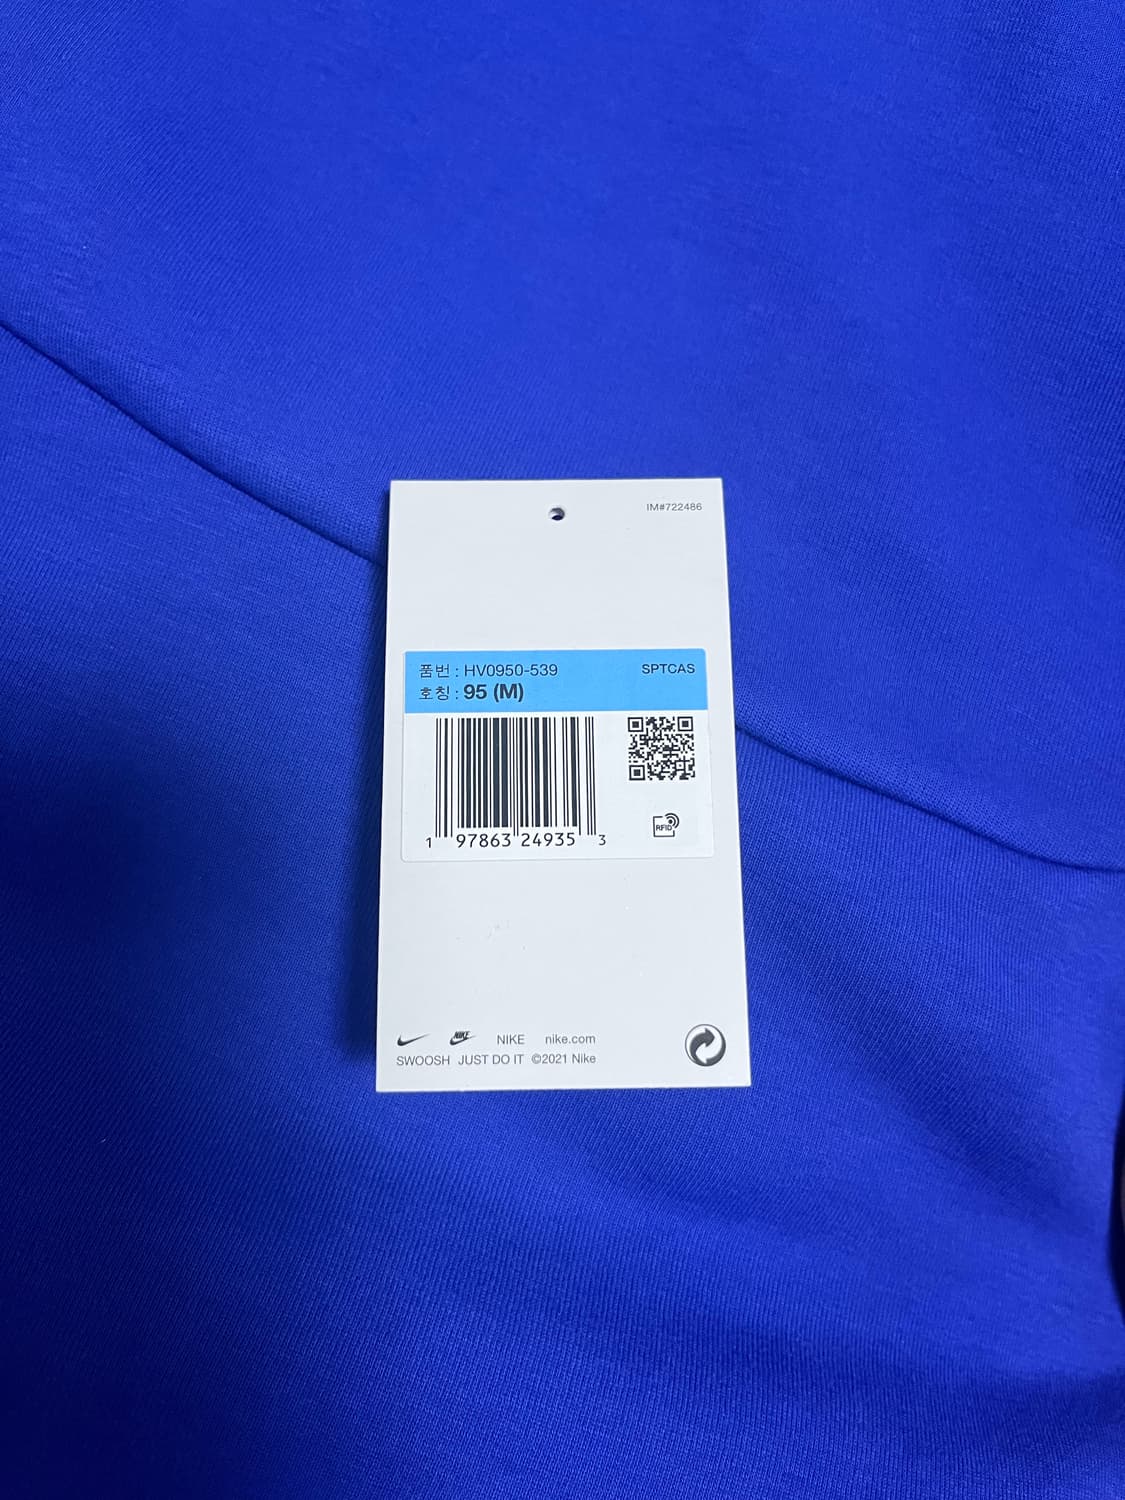 IM#722486
품번 : HV0950-539
SPTCAS
호칭 : 95 (M)
RFID
1 97863 24935 3
NIKE NIKE nike.com
SWOOSH JUST DO IT ©2021 Nike